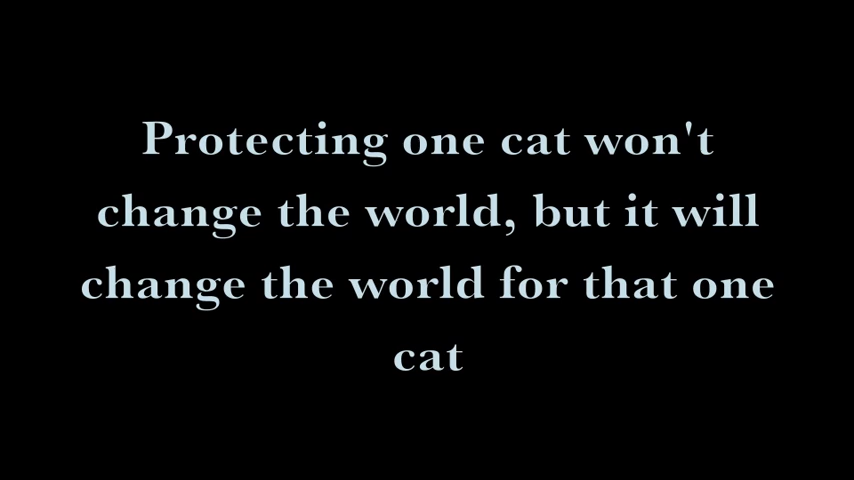 Protecting one cat won't
change the world, but it will
change the world for that one
cat